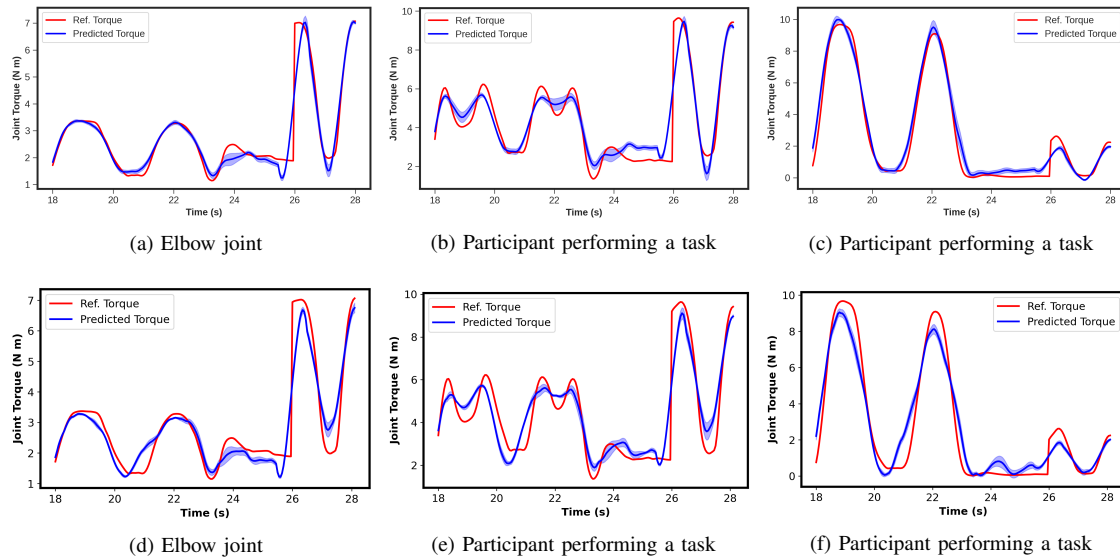 Ref. Torque
Predicted Torque
Joint Torque (N m)
7
6
5
4
3
2
1
18 20 22 24 26 28
Time (s)
(a) Elbow joint
Ref. Torque
Predicted Torque
Joint Torque (N m)
10
8
6
4
2
18 20 22 24 26 28
Time (s)
(b) Participant performing a task
Ref. Torque
Predicted Torque
Joint Torque (N m)
10
8
6
4
2
0
18 20 22 24 26 28
Time (s)
(c) Participant performing a task
Ref. Torque
Predicted Torque
Joint Torque (N m)
7
6
5
4
3
2
1
18 20 22 24 26 28
Time (s)
(d) Elbow joint
Ref. Torque
Predicted Torque
Joint Torque (N m)
10
8
6
4
2
18 20 22 24 26 28
Time (s)
(e) Participant performing a task
Ref. Torque
Predicted Torque
Joint Torque (N m)
10
8
6
4
2
0
18 20 22 24 26 28
Time (s)
(f) Participant performing a task